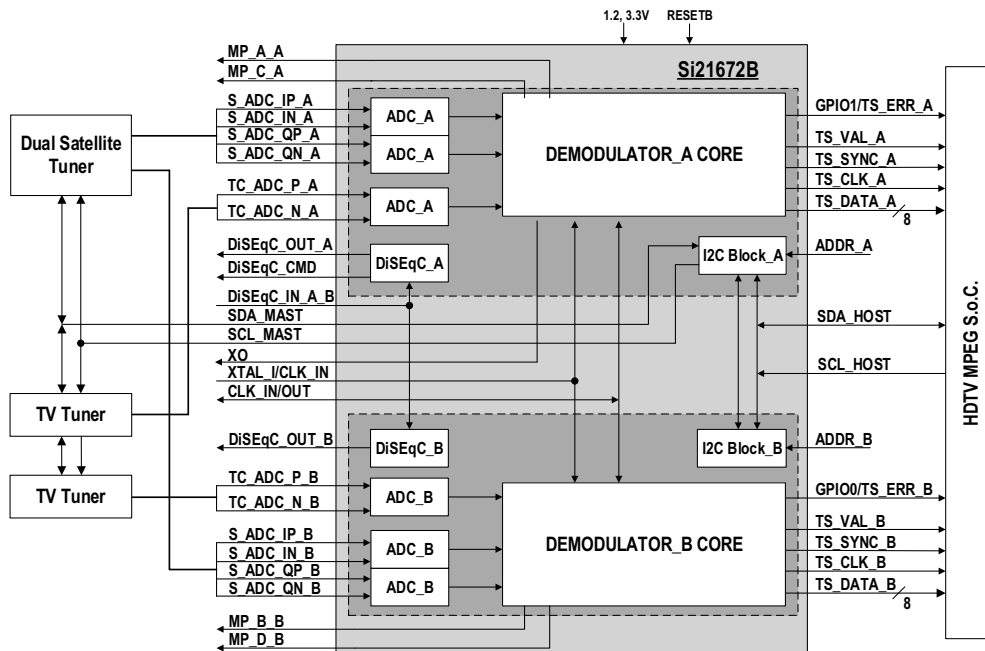 1.2, 3.3V
RESETB
Si21672B
MP_A_A
MP_C_A
S_ADC_IP_A
S_ADC_IN_A
S_ADC_QP_A
S_ADC_QN_A
TC_ADC_P_A
TC_ADC_N_A
DiSEqC_OUT_A
DiSEqC_CMD
DiSEqC_IN_A_B
SDA_MAST
SCL_MAST
XO
XTAL_I/CLK_IN
CLK_IN/OUT
DiSEqC_OUT_B
TC_ADC_P_B
TC_ADC_N_B
S_ADC_IP_B
S_ADC_IN_B
S_ADC_QP_B
S_ADC_QN_B
MP_B_B
MP_D_B
Dual Satellite
Tuner
TV Tuner
TV Tuner
ADC_A
ADC_A
ADC_A
DiSEqC_A
DEMODULATOR_A CORE
I2C Block_A
DiSEqC_B
I2C Block_B
ADC_B
ADC_B
ADC_B
DEMODULATOR_B CORE
GPIO1/TS_ERR_A
TS_VAL_A
TS_SYNC_A
TS_CLK_A
TS_DATA_A
8
ADDR_A
SDA_HOST
SCL_HOST
ADDR_B
GPIO0/TS_ERR_B
TS_VAL_B
TS_SYNC_B
TS_CLK_B
TS_DATA_B
8
HDTV MPEG S.o.C.